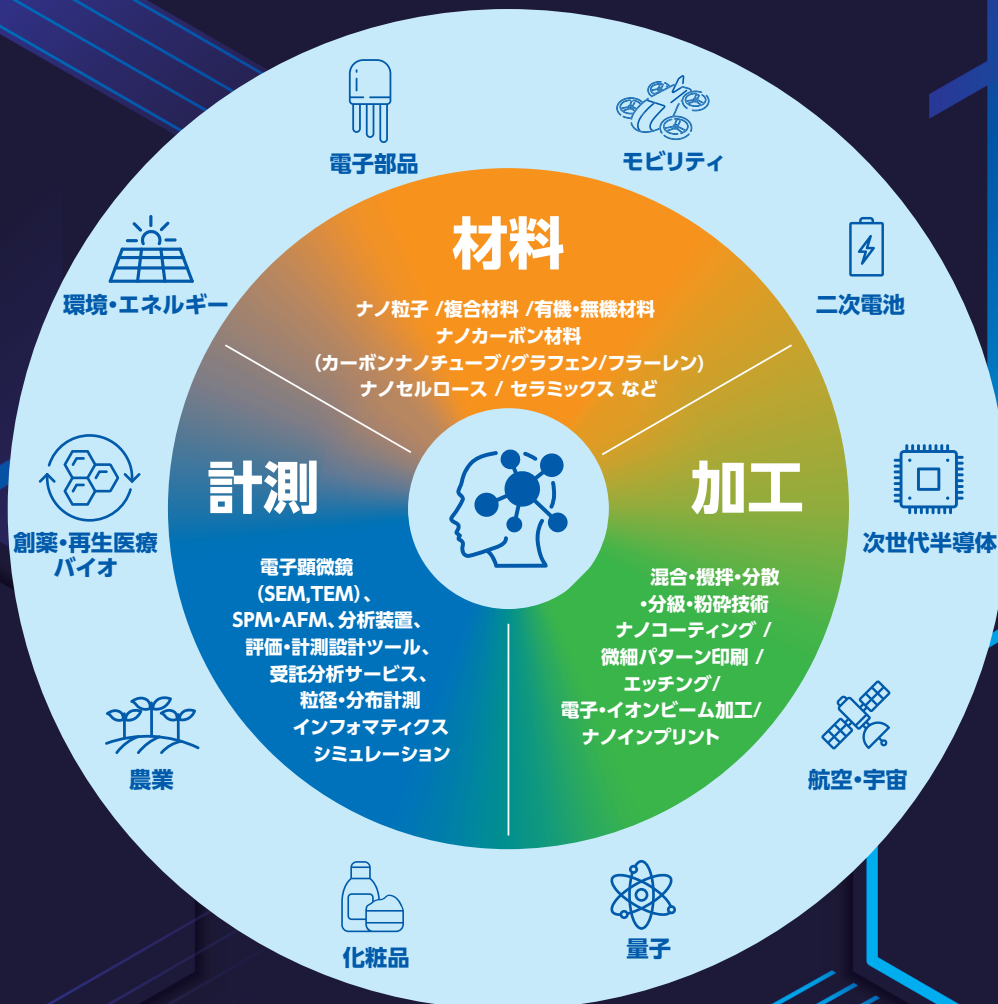 電子部品
モビリティ
環境・エネルギー
二次電池
材料
ナノ粒子 /複合材料 /有機・無機材料
ナノカーボン材料
(カーボンナノチューブ/グラフェン/フラーレン)
ナノセルロース / セラミックス など
計測
電子顕微鏡
(SEM,TEM)、
SPM・AFM、分析装置、
評価・計測設計ツール、
受託分析サービス、
粒径・分布計測
インフォマティクス
シミュレーション
加工
混合・攪拌・分散
・分級・粉砕技術
ナノコーティング /
微細パターン印刷 /
エッチング/
電子・イオンビーム加工/
ナノインプリント
創薬・再生医療
バイオ
次世代半導体
農業
航空・宇宙
化粧品
量子